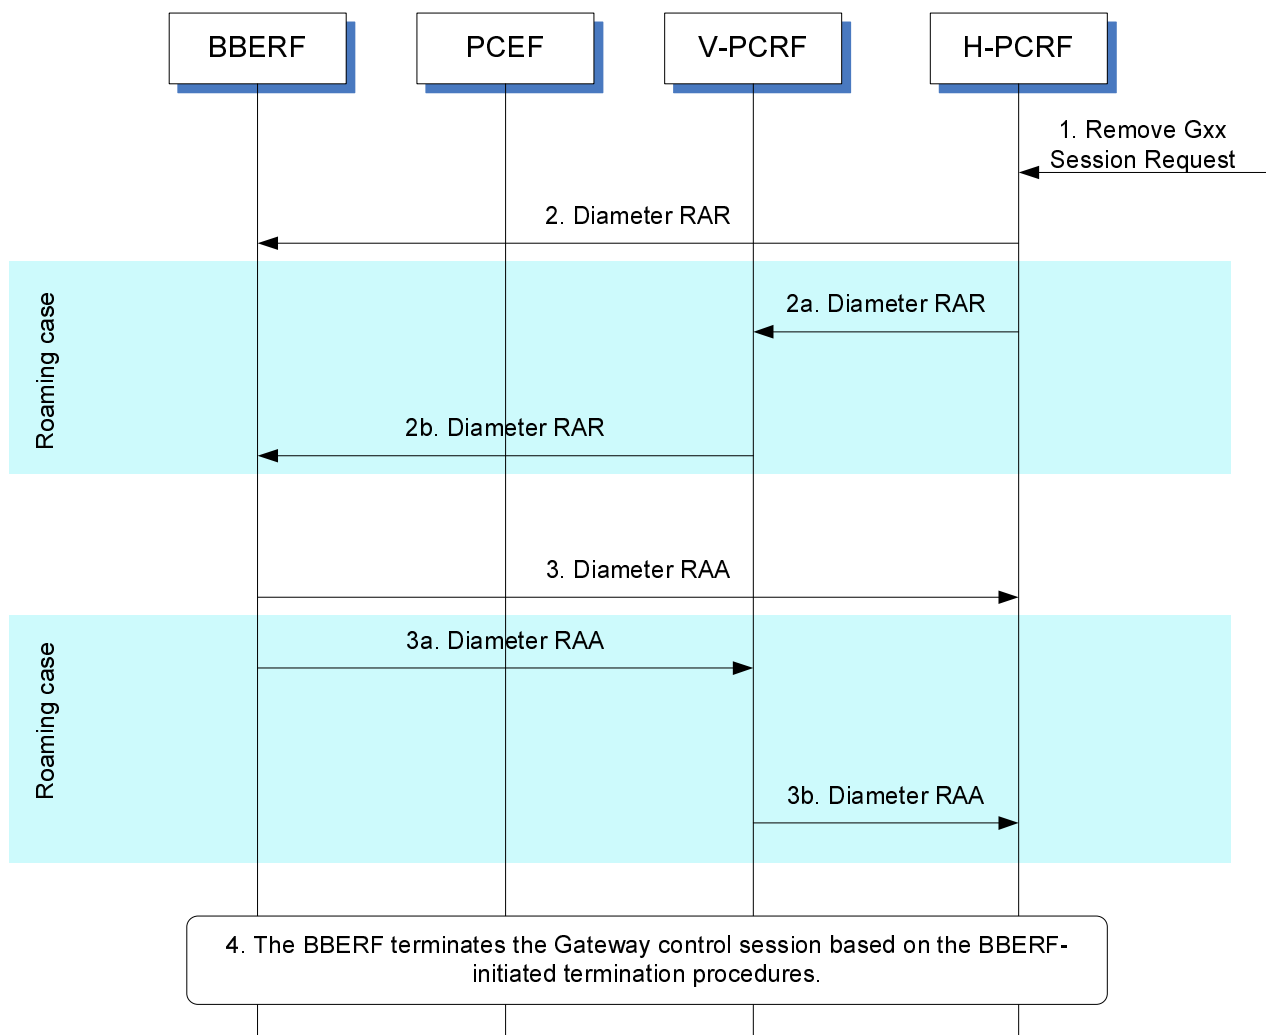 BBERF
PCEF
V-PCRF
H-PCRF
1. Remove Gxx
Session Request
2. Diameter RAR
Roaming case
2a. Diameter RAR
2b. Diameter RAR
3. Diameter RAA
Roaming case
3a. Diameter RAA
3b. Diameter RAA
4. The BBERF terminates the Gateway control session based on the BBERF-
initiated termination procedures.